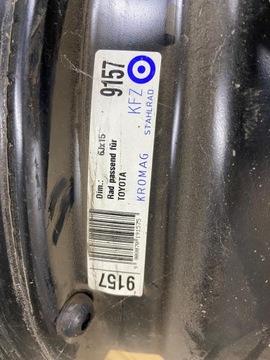 9157
KFZ
STAHLRAD
KROMAG
Dim.: 6Jx15
Rad passend für
TOYOTA
9157